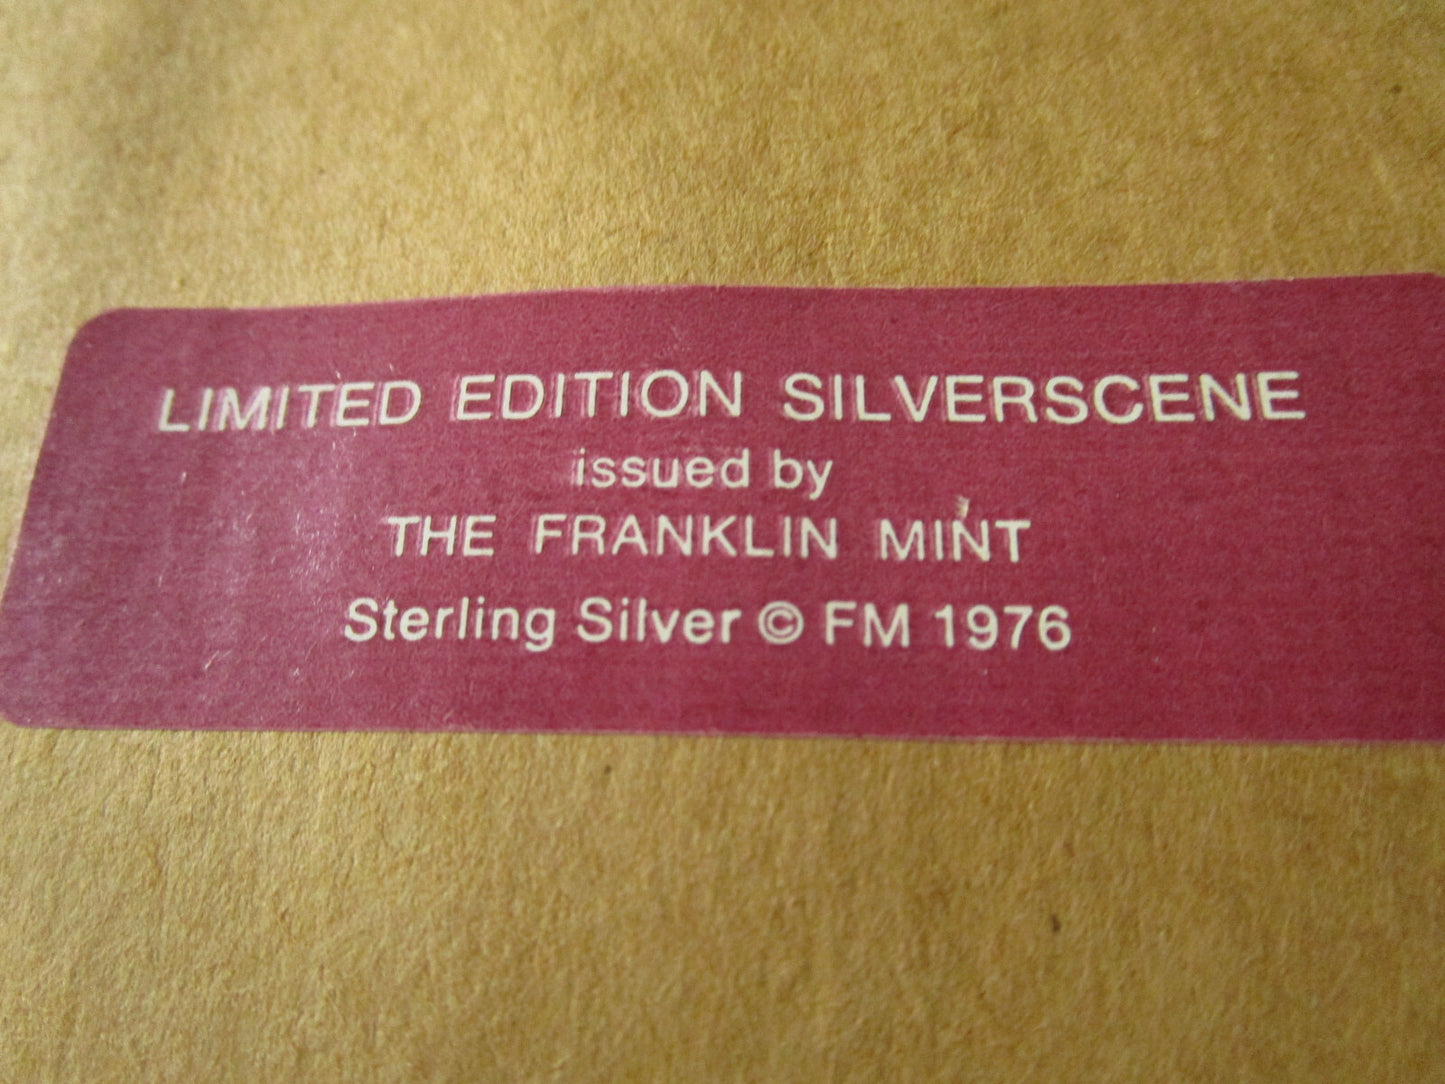 LIMITED EDITION SILVERSCENE
issued by
THE FRANKLIN MINT
Sterling Silver © FM 1976